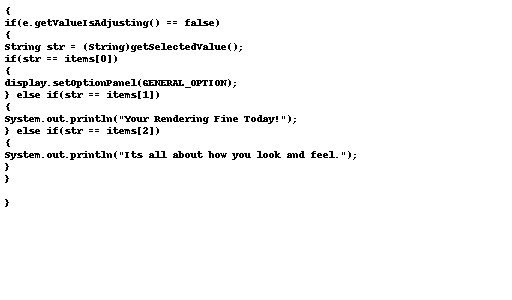 {
if(e.getValueIsAdjusting() == false)
{
String str = (String)getSelectedValue();
if(str == items[0])
{
display.setOptionPanel(GENERAL_OPTION);
} else if(str == items[1])
{
System.out.println("Your Rendering Fine Today!");
} else if(str == items[2])
{
System.out.println("Its all about how you look and feel.");
}
}
}